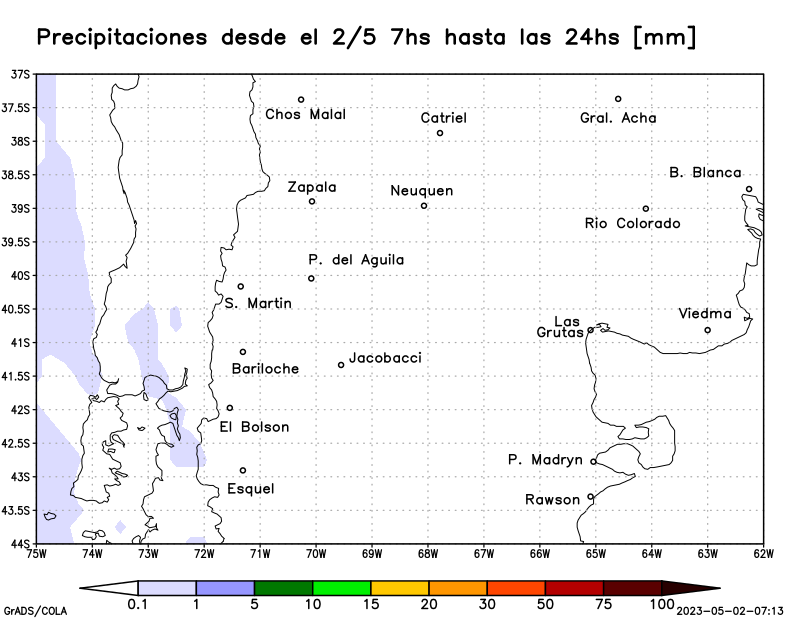 Precipitaciones desde el 2/5 7hs hasta las 24hs [mm]
37S
37.5S
Chos Malal
Catriel
Gral. Acha
38S
38.5S
B. Blanca
Zapala
Neuquen
39S
Rio Colorado
39.5S
P. del Aguila
40S
S. Martin
40.5S
Las
Grutas
Viedma
41S
Jacobacci
Bariloche
41.5S
42S
El Bolson
42.5S
P. Madryn
43S
Esquel
Rawson
43.5S
44S
75W 74W 73W 72W 71W 70W 69W 68W 67W 66W 65W 64W 63W 62W
0.1 1 5 10 15 20 30 50 75 100
GrADS/COLA
2023-05-02-07:13